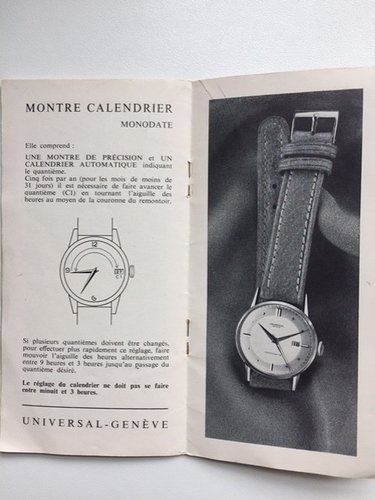 MONTRE CALENDRIER
MONODATE
Elle comprend :
UNE MONTRE DE PRÉCISION et UN
CALENDRIER AUTOMATIQUE indiquant
le quantième.
Cinq fois par an (pour les mois de moins de
31 jours) il est nécessaire de faire avancer le
quantième (C1) en tournant l'aiguille des
heures au moyen de la couronne du remontoir.
12
9
C1
Si plusieurs quantièmes doivent être changés,
pour effectuer plus rapidement ce réglage, faire
mouvoir l'aiguille des heures alternativement
entre 9 heures et 3 heures jusqu'au passage du
quantième désiré.
Le réglage du calendrier ne doit pas se faire
entre minuit et 3 heures.
UNIVERSAL-GENÈVE